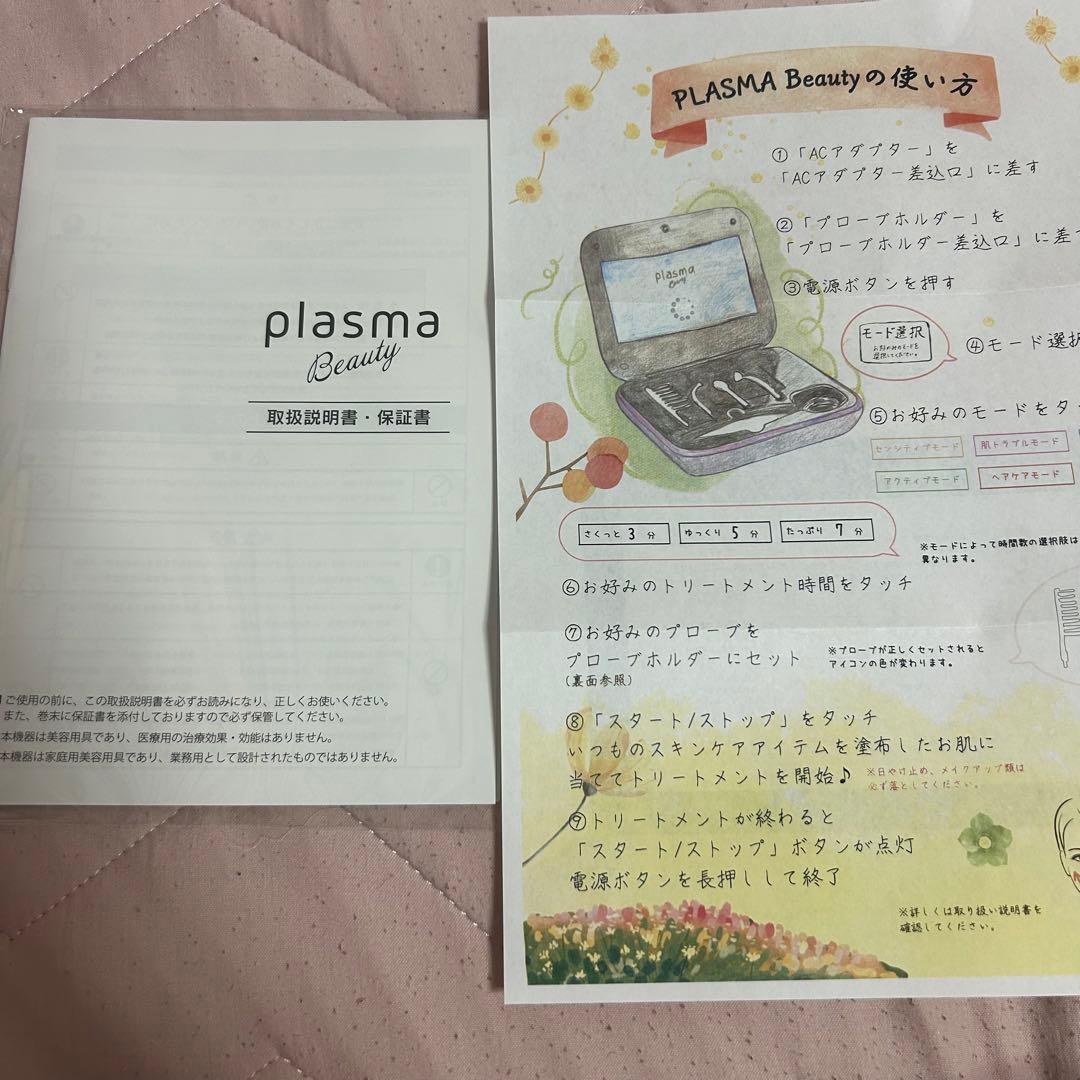 plasma
Beauty
取扱説明書・保証書
ご使用の前に、この取扱説明書を必ずお読みになり、正しくお使いください。
また、巻末に保証書を添付しておりますので必ず保管してください。
本機器は美容用具であり、医療用の治療効果・効能はありません。
本機器は家庭用美容用具であり、業務用として設計されたものではありません。
PLASMA Beautyの使い方
①「ACアダプター」を
「ACアダプター差込口」に差す
②「プローブホルダー」を
「プローブホルダー差込口」に差
③電源ボタンを押す
plasma
Beauty
モード選択
お好みのモードを
選択してください。
④モード選択
⑤お好みのモードをタ
センシティブモード
肌トラブルモード
アクティブモード
ヘアケアモード
さくっと 3 分
ゆっくり 5 分
たっぷり 7 分
※モードによって時間数の選択肢は
異なります。
⑥お好みのトリートメント時間をタッチ
⑦お好みのプローブを
プローブホルダーにセット
(裏面参照)
※プローブが正しくセットされると
アイコンの色が変わります。
⑧「スタート/ストップ」をタッチ
いつものスキンケアアイテムを塗布したお肌に
当ててトリートメントを開始♪
※日やけ止め、メイクアップ類は
必ず落としてください。
⑨トリートメントが終わると
「スタート/ストップ」ボタンが点灯
電源ボタンを長押しして終了
※詳しくは取り扱い説明書を
確認してください。